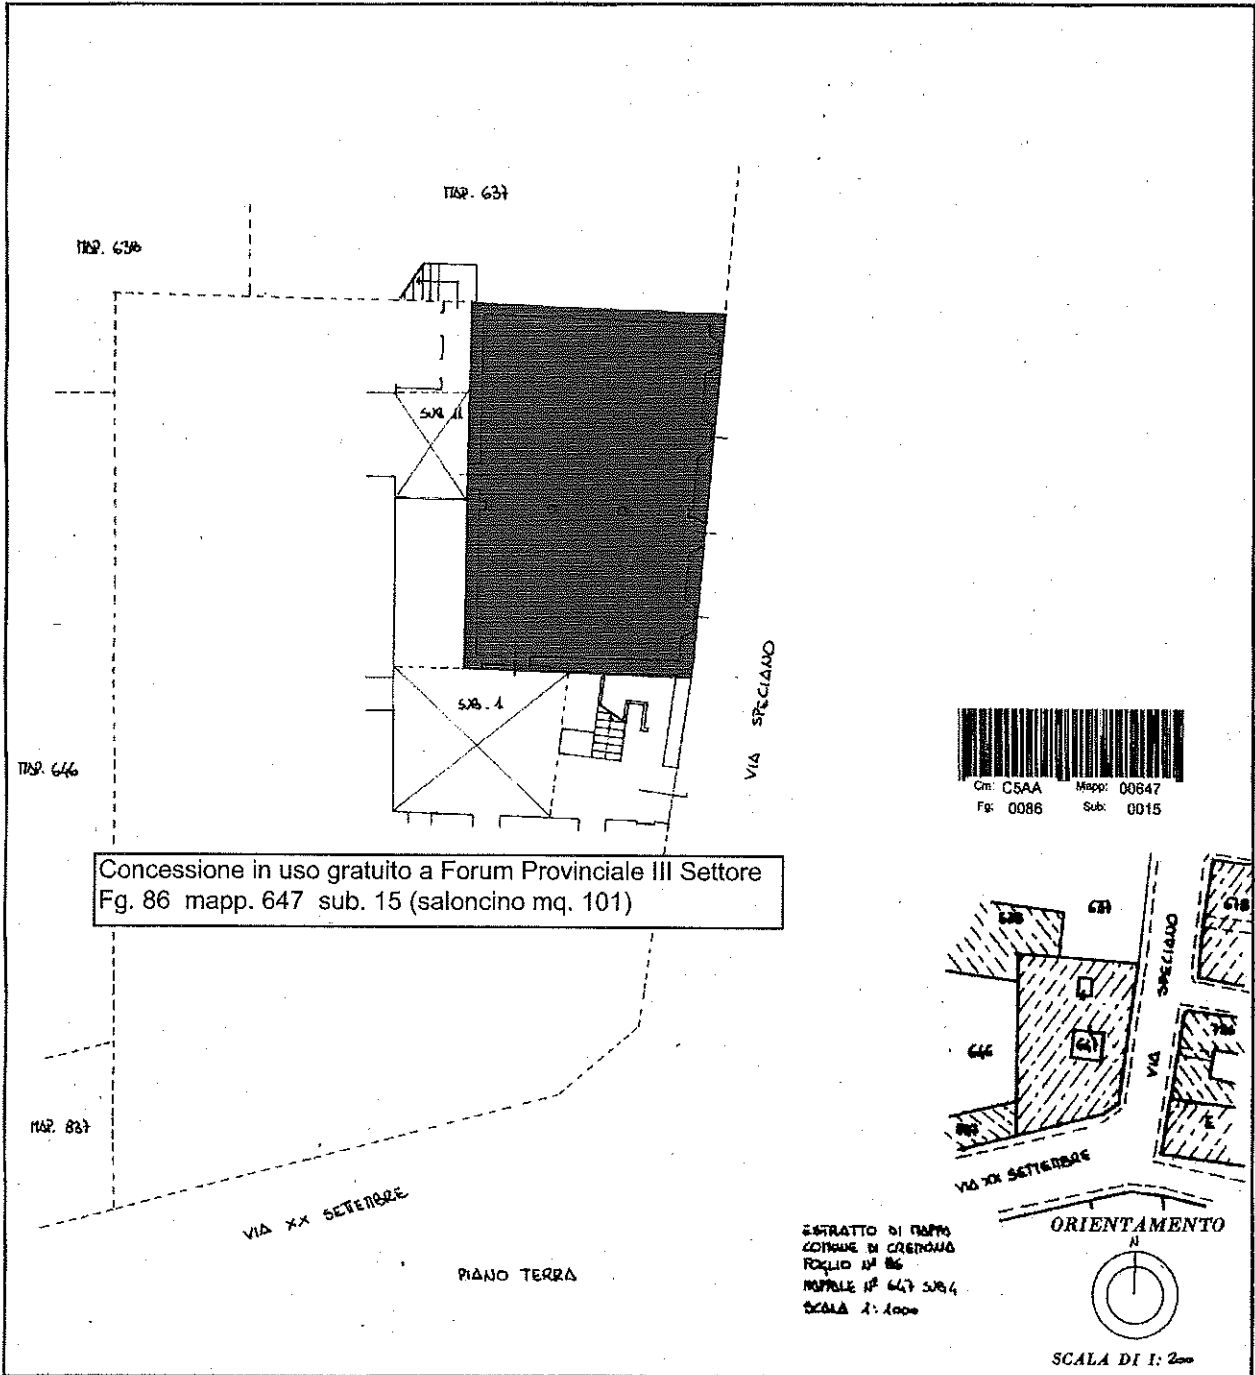 MAP. 637
MAP. 638
SUB. 11
SUB. 1
VIA SPECIANO
MAP. 646
Cm: C5AA Mapp: 00647
Fg: 0086 Sub: 0015
Concessione in uso gratuito a Forum Provinciale III Settore
Fg. 86 mapp. 647 sub. 15 (saloncino mq. 101)
638
637
678
SPECIANO
646
647
VIA
E
VIA XX SETTEMBRE
MAP. 837
VIA XX SETTEMBRE
PIANO TERRA
ESTRATTO DI MAPPA
COMUNE DI CREMONA
FOGLIO N° 86
MAPPALE N° 647 SUB 4
SCALA 1:1000
ORIENTAMENTO
N
SCALA DI 1: 200